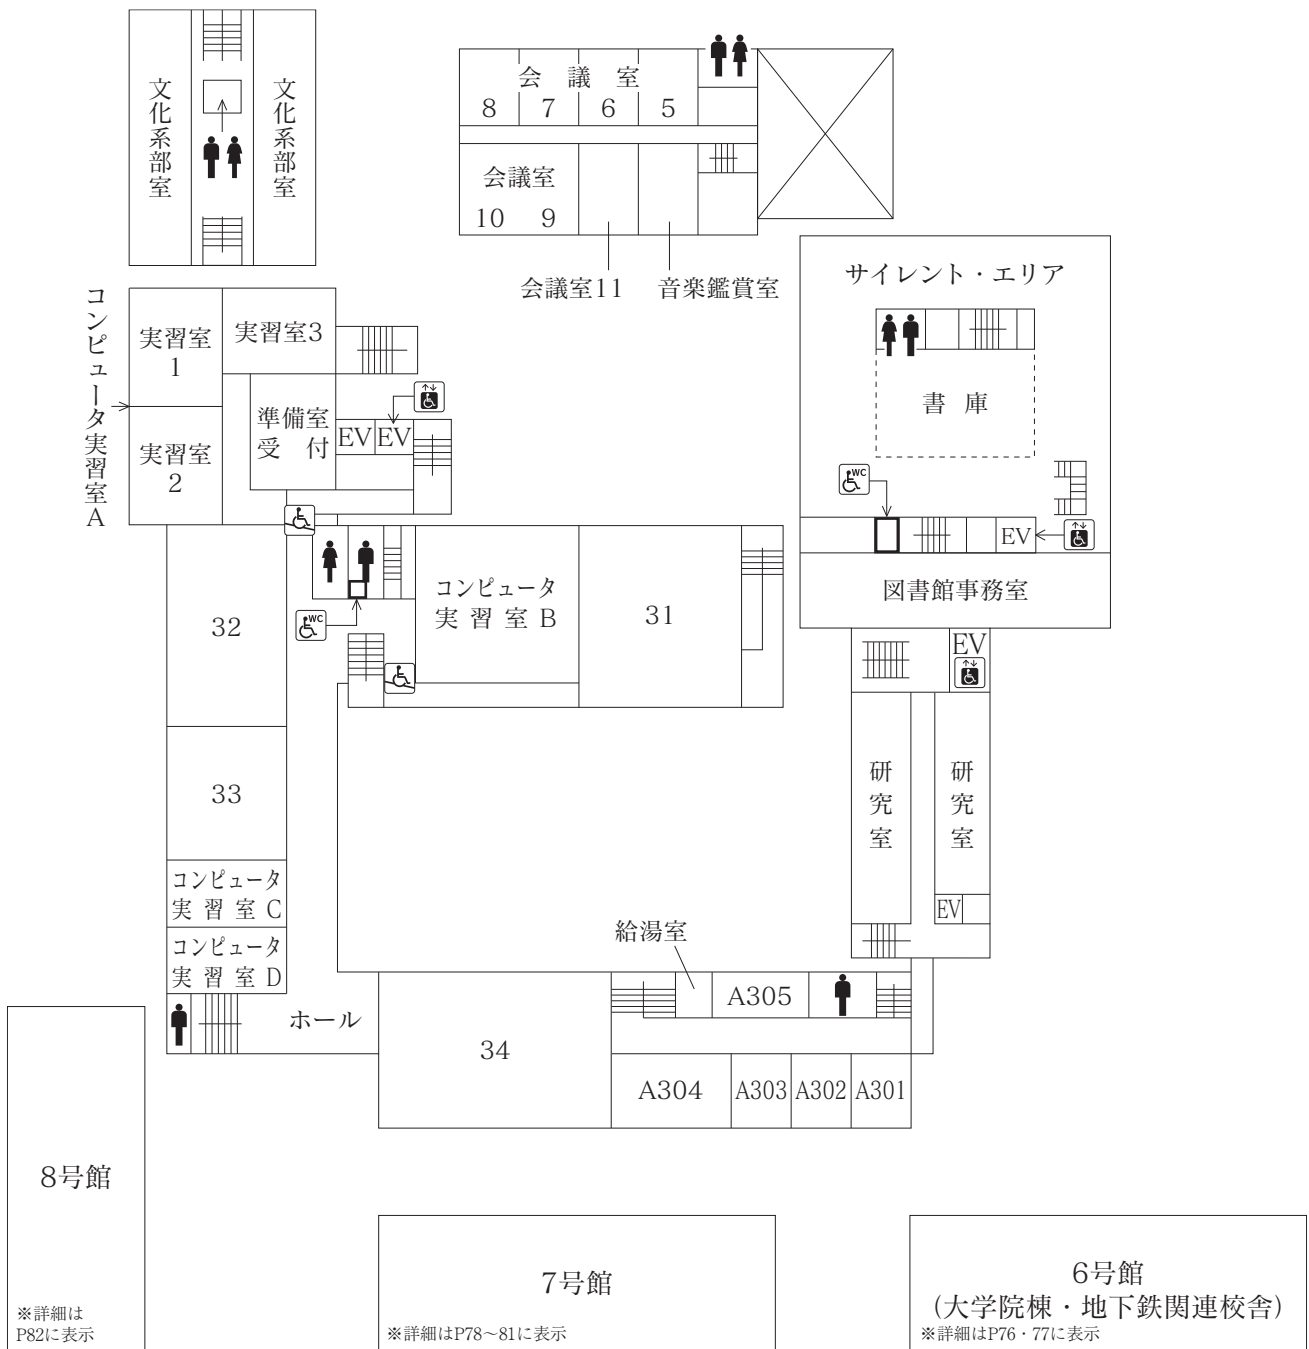 文化系部室
文化系部室
会議室
8 7 6 5
会議室
10 9
会議室11
音楽鑑賞室
サイレント・エリア
書庫
WC
EV
図書館事務室
EV
コンピュータ実習室A
実習室
1
実習室3
実習室
2
準備室
受付
EV EV
WC
コンピュータ
実習室B
31
32
33
コンピュータ
実習室C
コンピュータ
実習室D
ホール
研究室
研究室
EV
給湯室
A305
34
A304 A303 A302 A301
8号館
※詳細は
P82に表示
7号館
※詳細はP78~81に表示
6号館
(大学院棟・地下鉄関連校舎)
※詳細はP76・77に表示